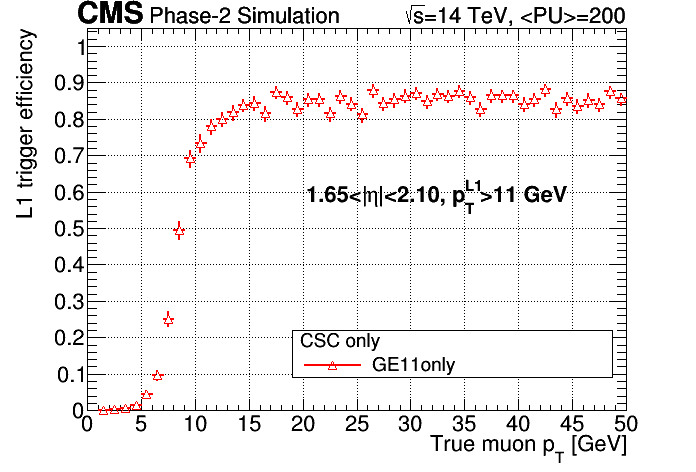 CMS Phase-2 Simulation √s=14 TeV, <PU>=200
L1 trigger efficiency
1
0.9
0.8
0.7
0.6
0.5
0.4
0.3
0.2
0.1
0
1.65<|η|<2.10, p_T^L1>11 GeV
CSC only
GE11only
0 5 10 15 20 25 30 35 40 45 50
True muon p_T [GeV]